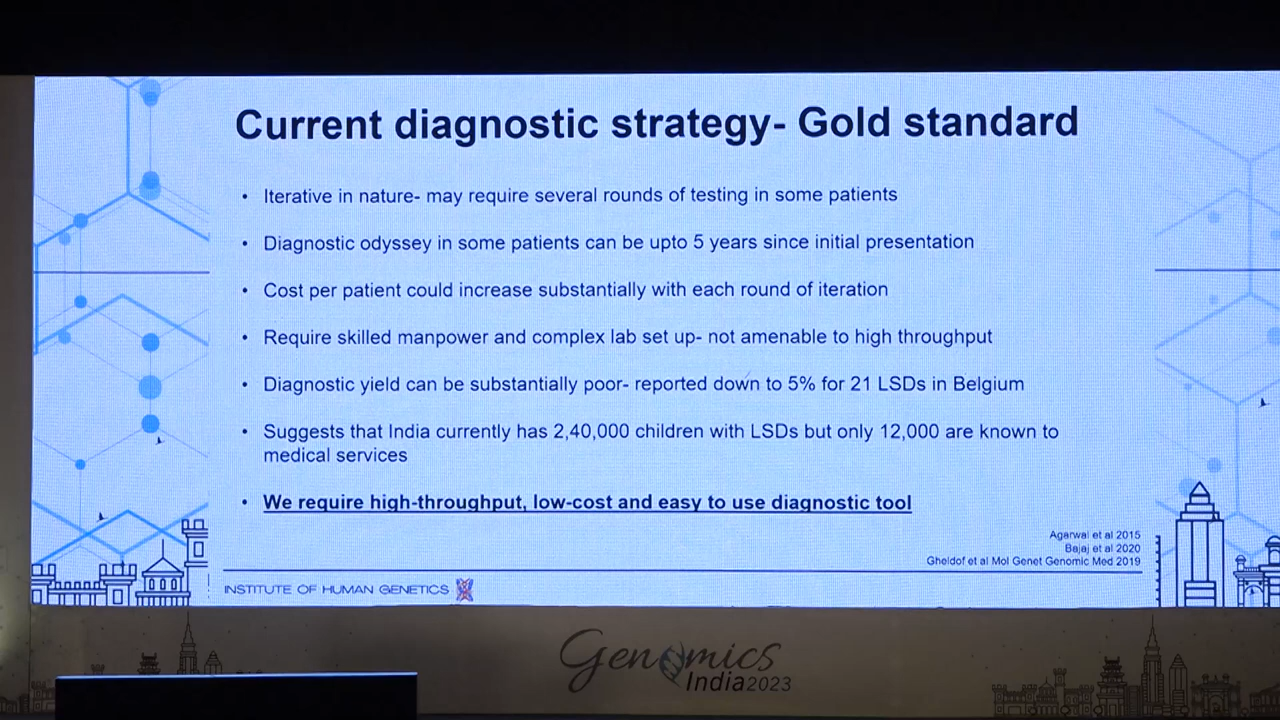 Current diagnostic strategy- Gold standard
• Iterative in nature- may require several rounds of testing in some patients
• Diagnostic odyssey in some patients can be upto 5 years since initial presentation
• Cost per patient could increase substantially with each round of iteration
• Require skilled manpower and complex lab set up- not amenable to high throughput
• Diagnostic yield can be substantially poor- reported down to 5% for 21 LSDs in Belgium
• Suggests that India currently has 2,40,000 children with LSDs but only 12,000 are known to
medical services
• We require high-throughput, low-cost and easy to use diagnostic tool
Agarwal et al 2015
Bajaj et al 2020
Gheldof et al Mol Genet Genomic Med 2019
INSTITUTE OF HUMAN GENETICS
Genomics
India2023